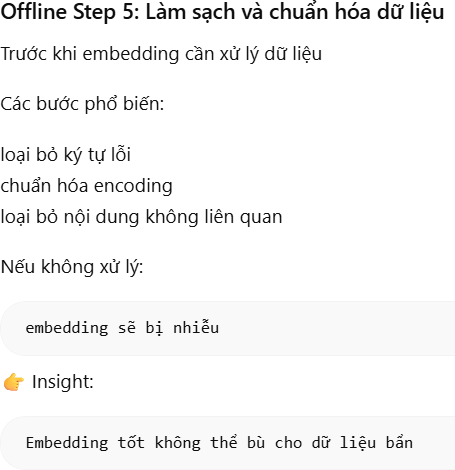 Offline Step 5: Làm sạch và chuẩn hóa dữ liệu
Trước khi embedding cần xử lý dữ liệu
Các bước phổ biến:
loại bỏ ký tự lỗi
chuẩn hóa encoding
loại bỏ nội dung không liên quan
Nếu không xử lý:
embedding sẽ bị nhiễu
👉 Insight:
Embedding tốt không thể bù cho dữ liệu bẩn